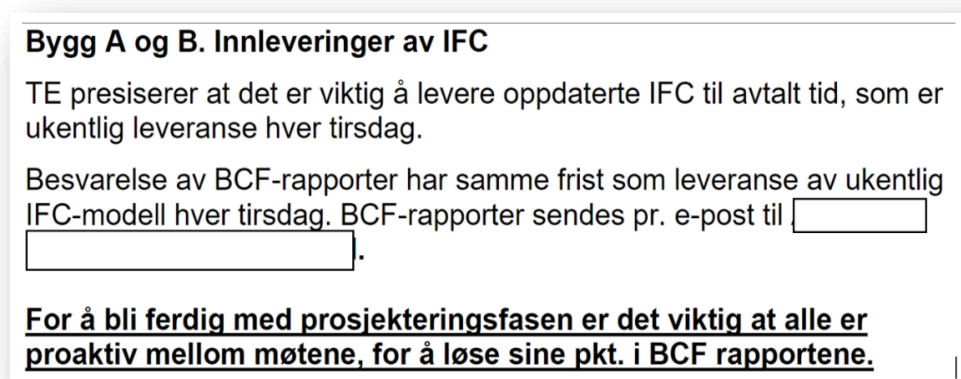 Bygg A og B. Innleveringer av IFC
TE presiserer at det er viktig å levere oppdaterte IFC til avtalt tid, som er
ukentlig leveranse hver tirsdag.
Besvarelse av BCF-rapporter har samme frist som leveranse av ukentlig
IFC-modell hver tirsdag. BCF-rapporter sendes pr. e-post til
.
For å bli ferdig med prosjekteringsfasen er det viktig at alle er
proaktiv mellom møtene, for å løse sine pkt. i BCF rapportene.